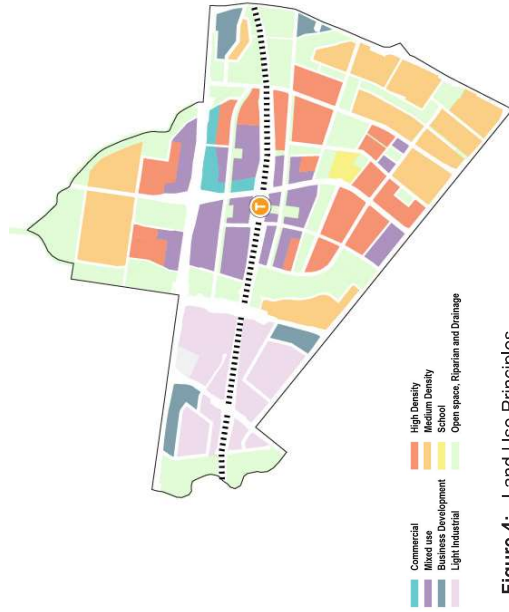 T
Commercial
Mixed use
Business Development
Light Industrial
High Density
Medium Density
School
Open space, Riparian and Drainage
Figure 4: Land Use Principles